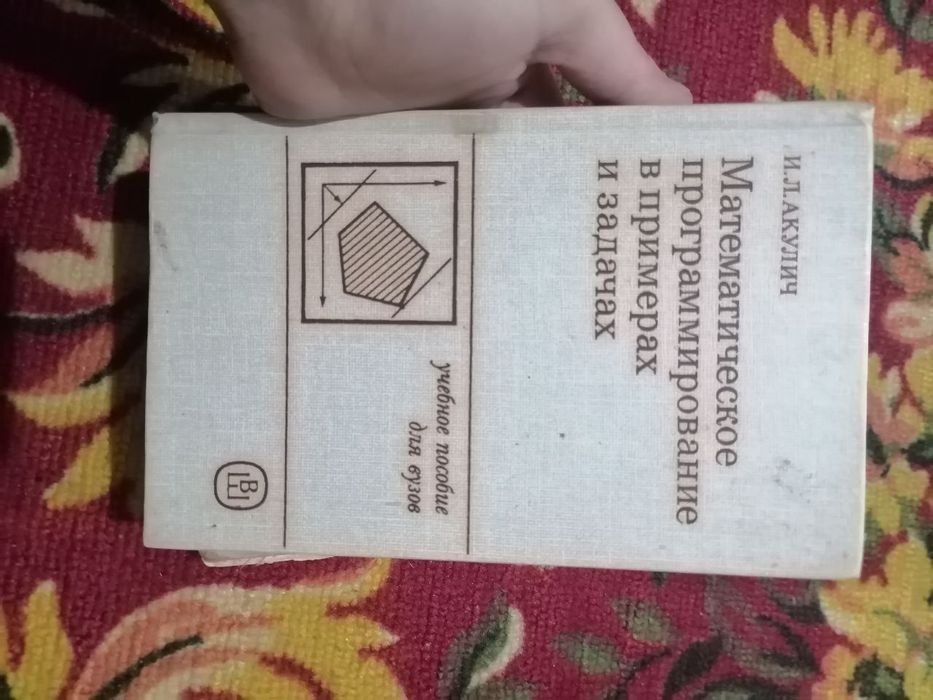 И.Л.АКУЛИЧ
Математическое
программирование
в примерах
и задачах
учебное пособие
для вузов